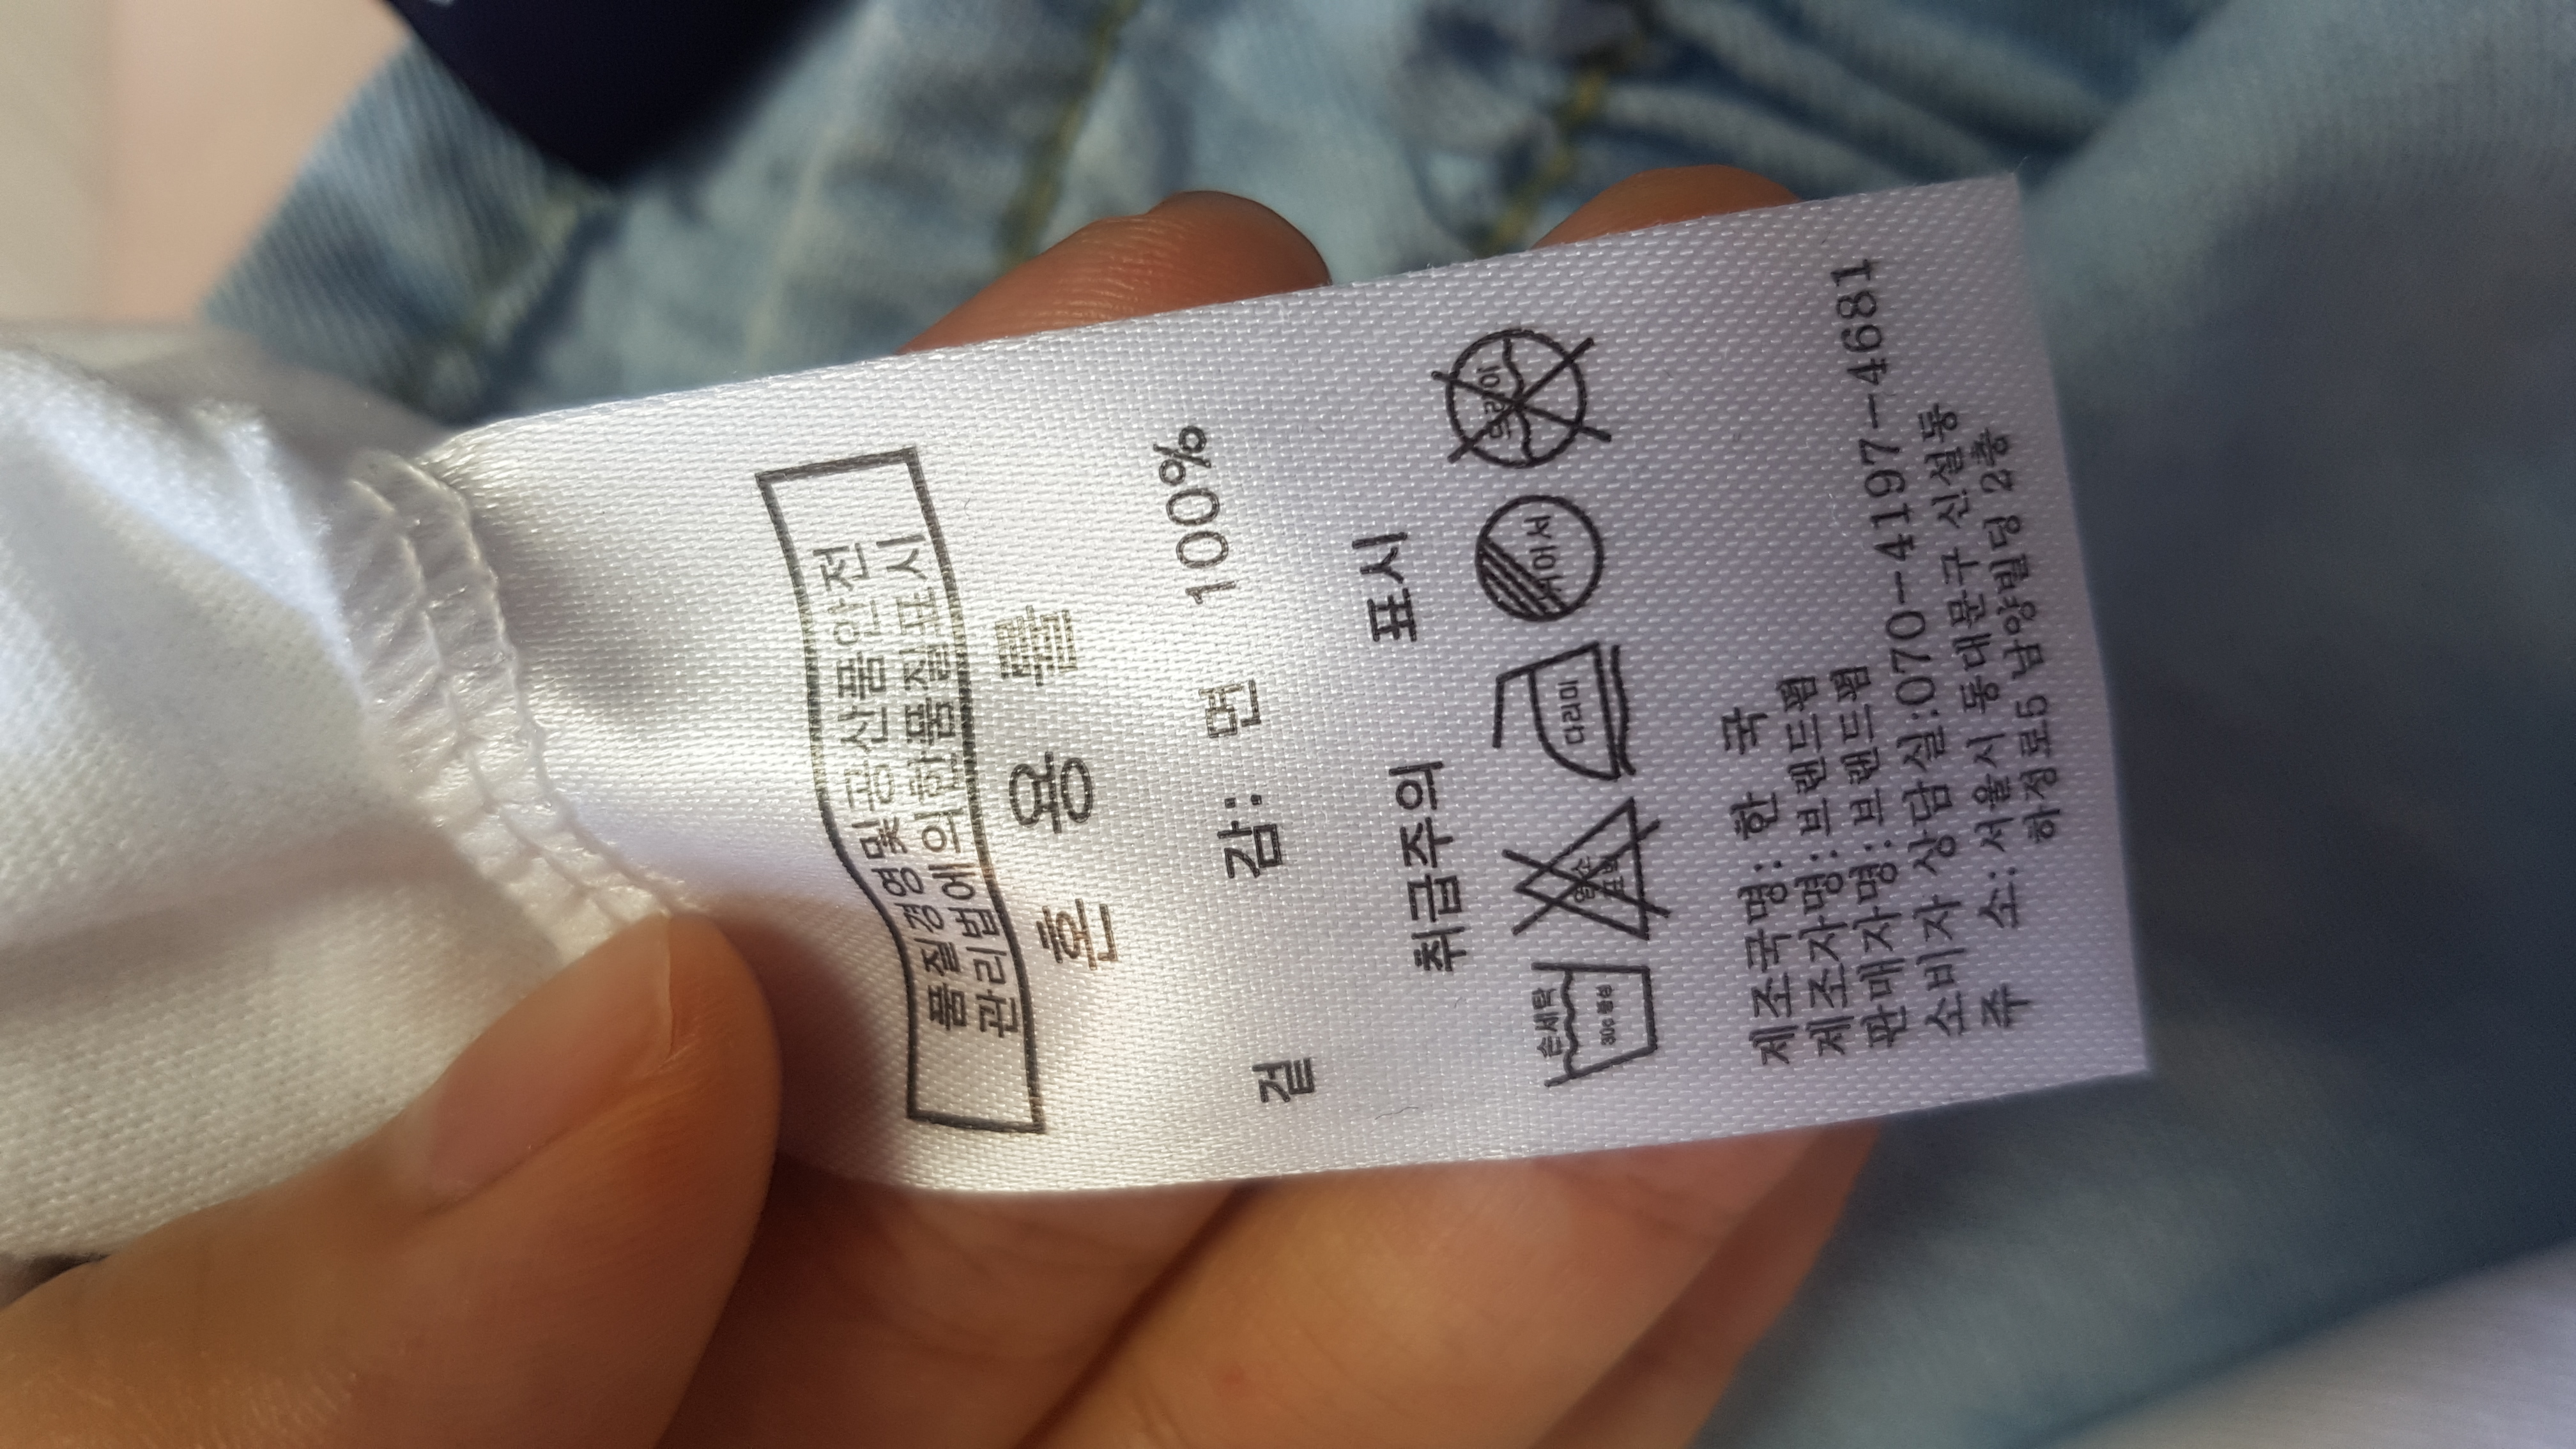 품질경영및공산품안전
관리법에의한품질표시
혼 용 률
겉 감: 면 100%
취급주의 표시
손세탁
30c 중성
염소
표백
다리미
뉘어서
드라이
제조국명: 한 국
제조자명: 브랜드펌
판매자명: 브랜드펌
소비자 상담실:070-4197-4681
주 소: 서울시 동대문구 신설동
하정로5 남양빌딩 2층